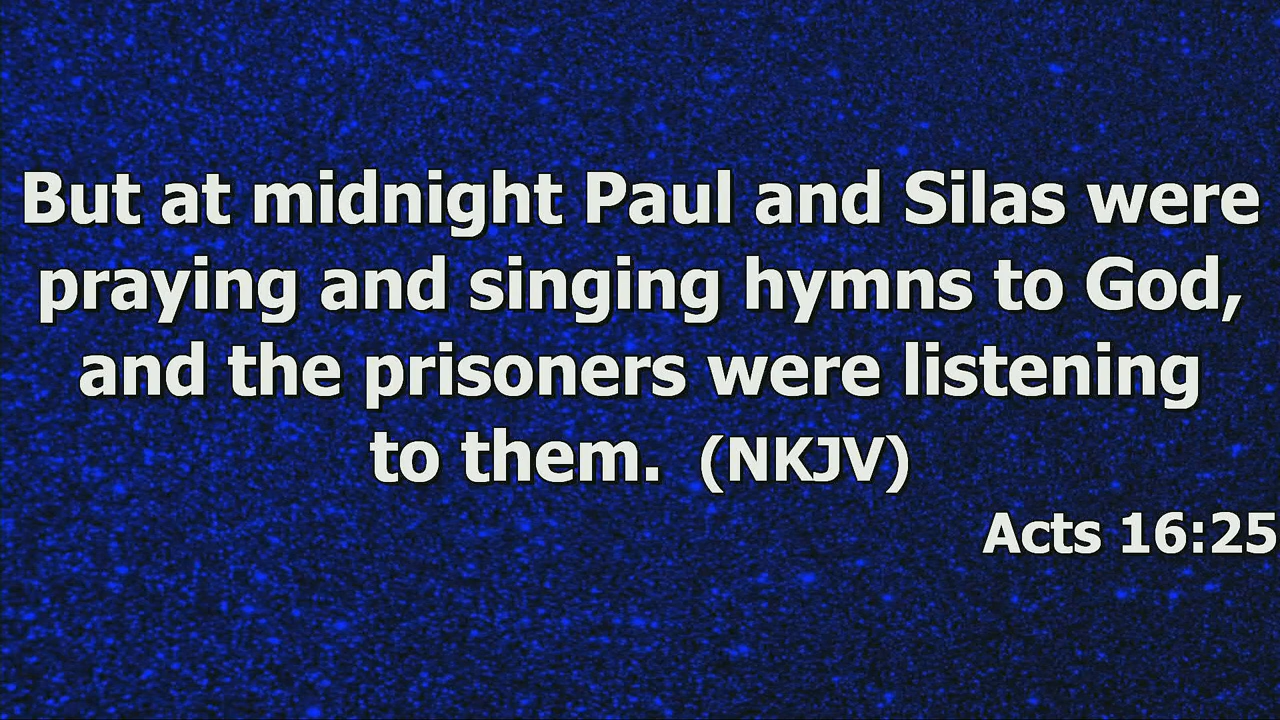 But at midnight Paul and Silas were
praying and singing hymns to God,
and the prisoners were listening
to them. (NKJV)
Acts 16:25